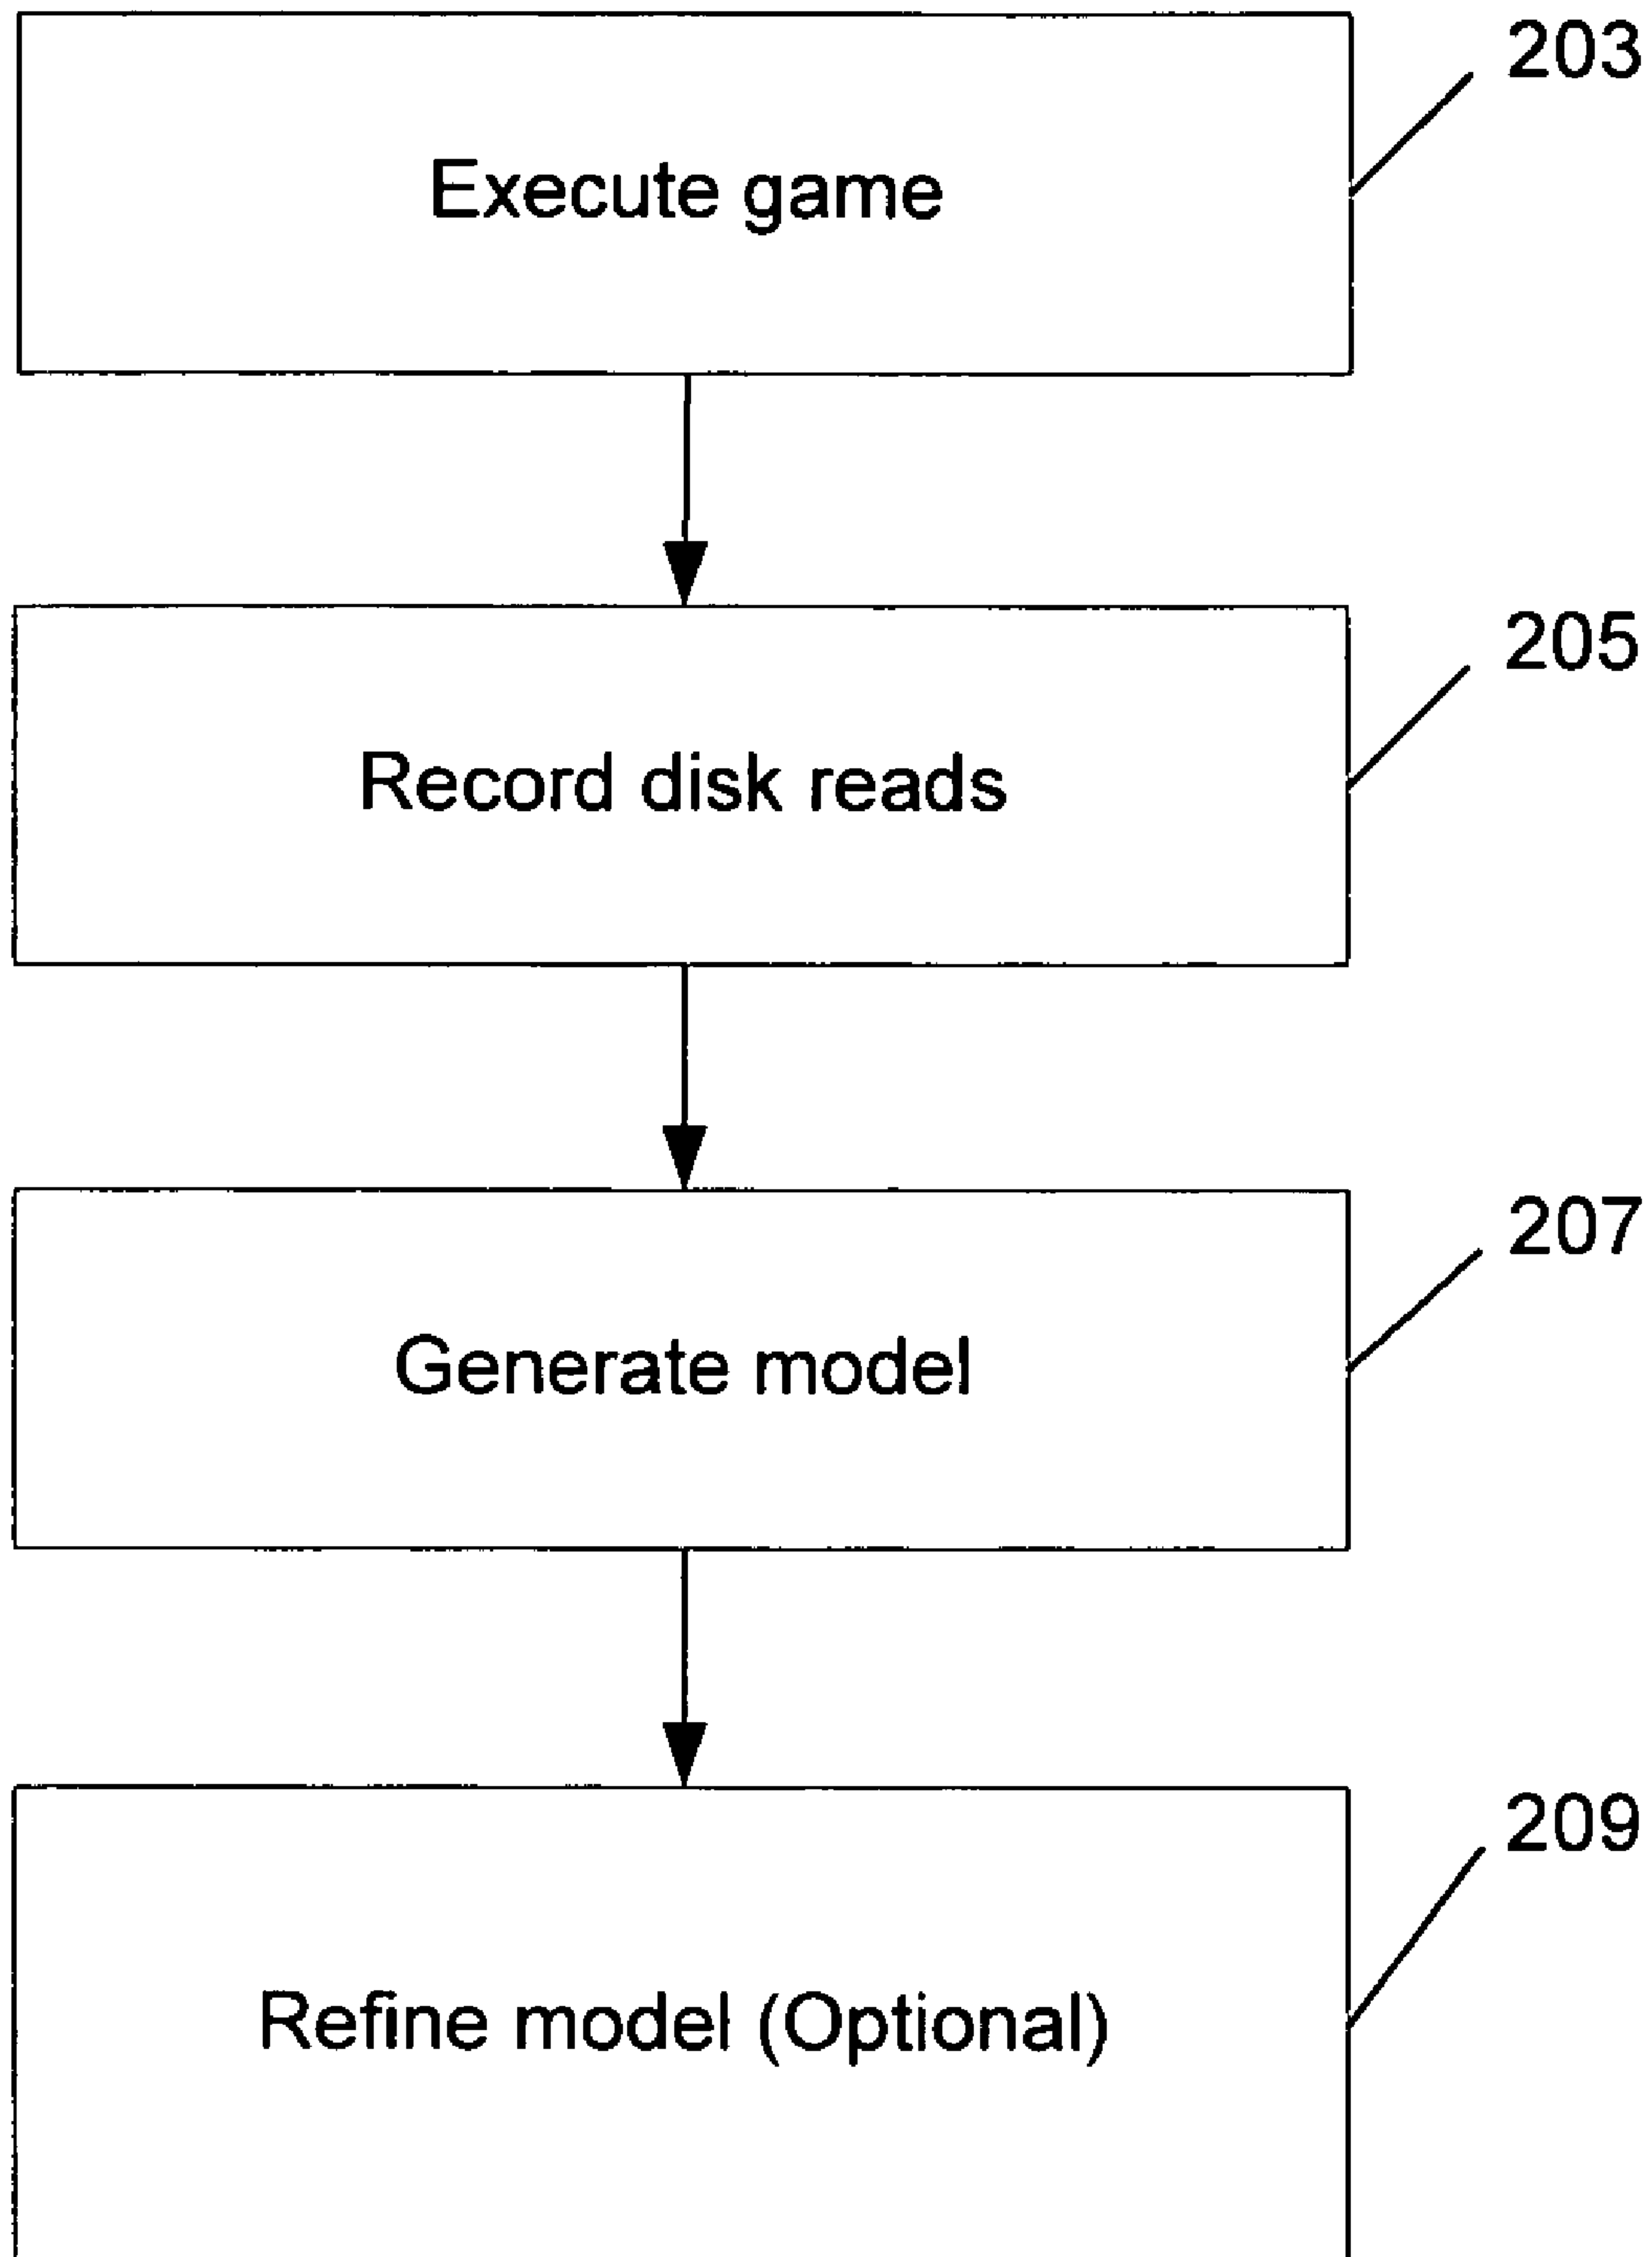 203
Execute game
205
Record disk reads
207
Generate model
209
Refine model (Optional)